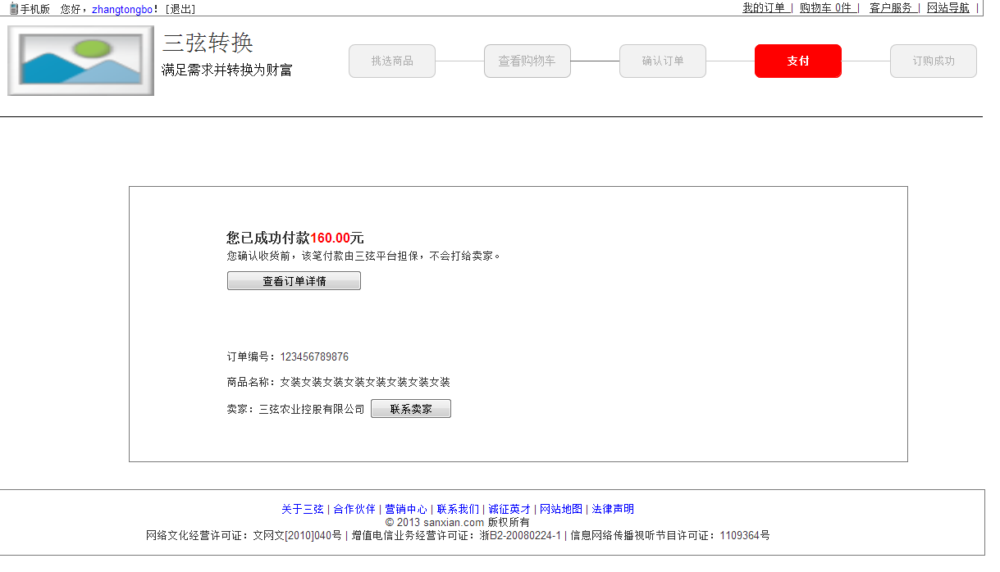 手机版 您好，zhangtongbo！[退出] 我的订单 | 购物车 0件 | 客户服务 | 网站导航 |
三弦转换
满足需求并转换为财富
挑选商品 查看购物车 确认订单 支付 订购成功
您已成功付款160.00元
您确认收货前，该笔付款由三弦平台担保，不会打给卖家。
查看订单详情
订单编号：123456789876
商品名称：女装女装女装女装女装女装女装女装
卖家：三弦农业控股有限公司 联系卖家
关于三弦 | 合作伙伴 | 营销中心 | 联系我们 | 诚征英才 | 网站地图 | 法律声明
© 2013 sanxian.com 版权所有
网络文化经营许可证：文网文[2010]040号 | 增值电信业务经营许可证：浙B2-20080224-1 | 信息网络传播视听节目许可证：1109364号